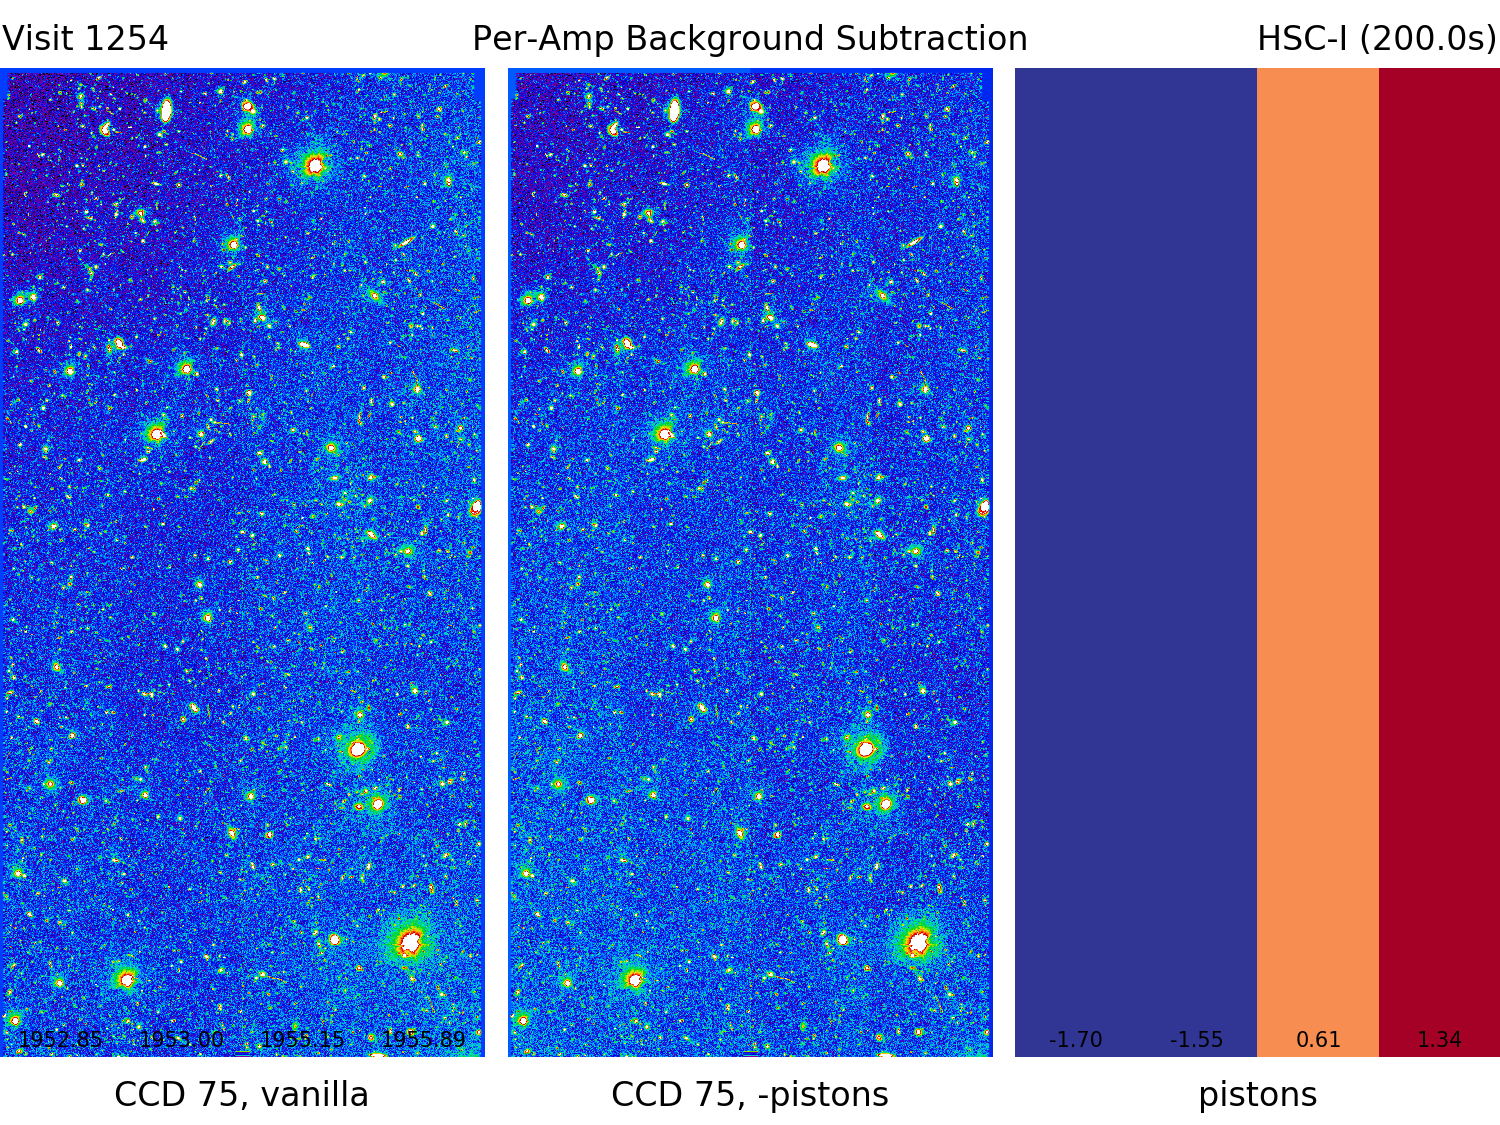 Visit 1254
Per-Amp Background Subtraction
HSC-I (200.0s)
1952.85 1953.00 1955.15 1955.89
-1.70 -1.55 0.61 1.34
CCD 75, vanilla
CCD 75, -pistons
pistons